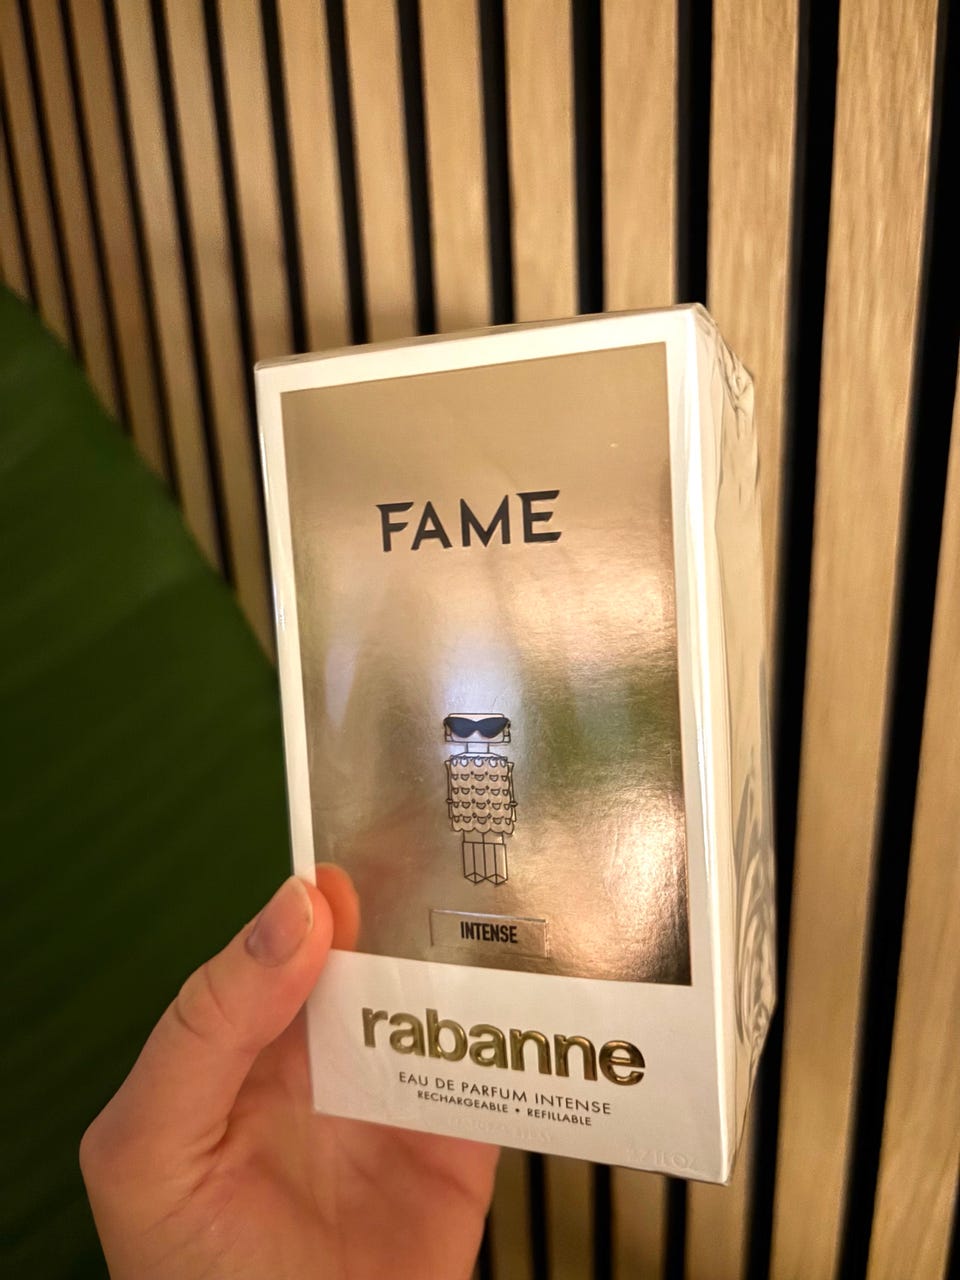 FAME
INTENSE
rabanne
EAU DE PARFUM INTENSE
RECHARGEABLE • REFILLABLE